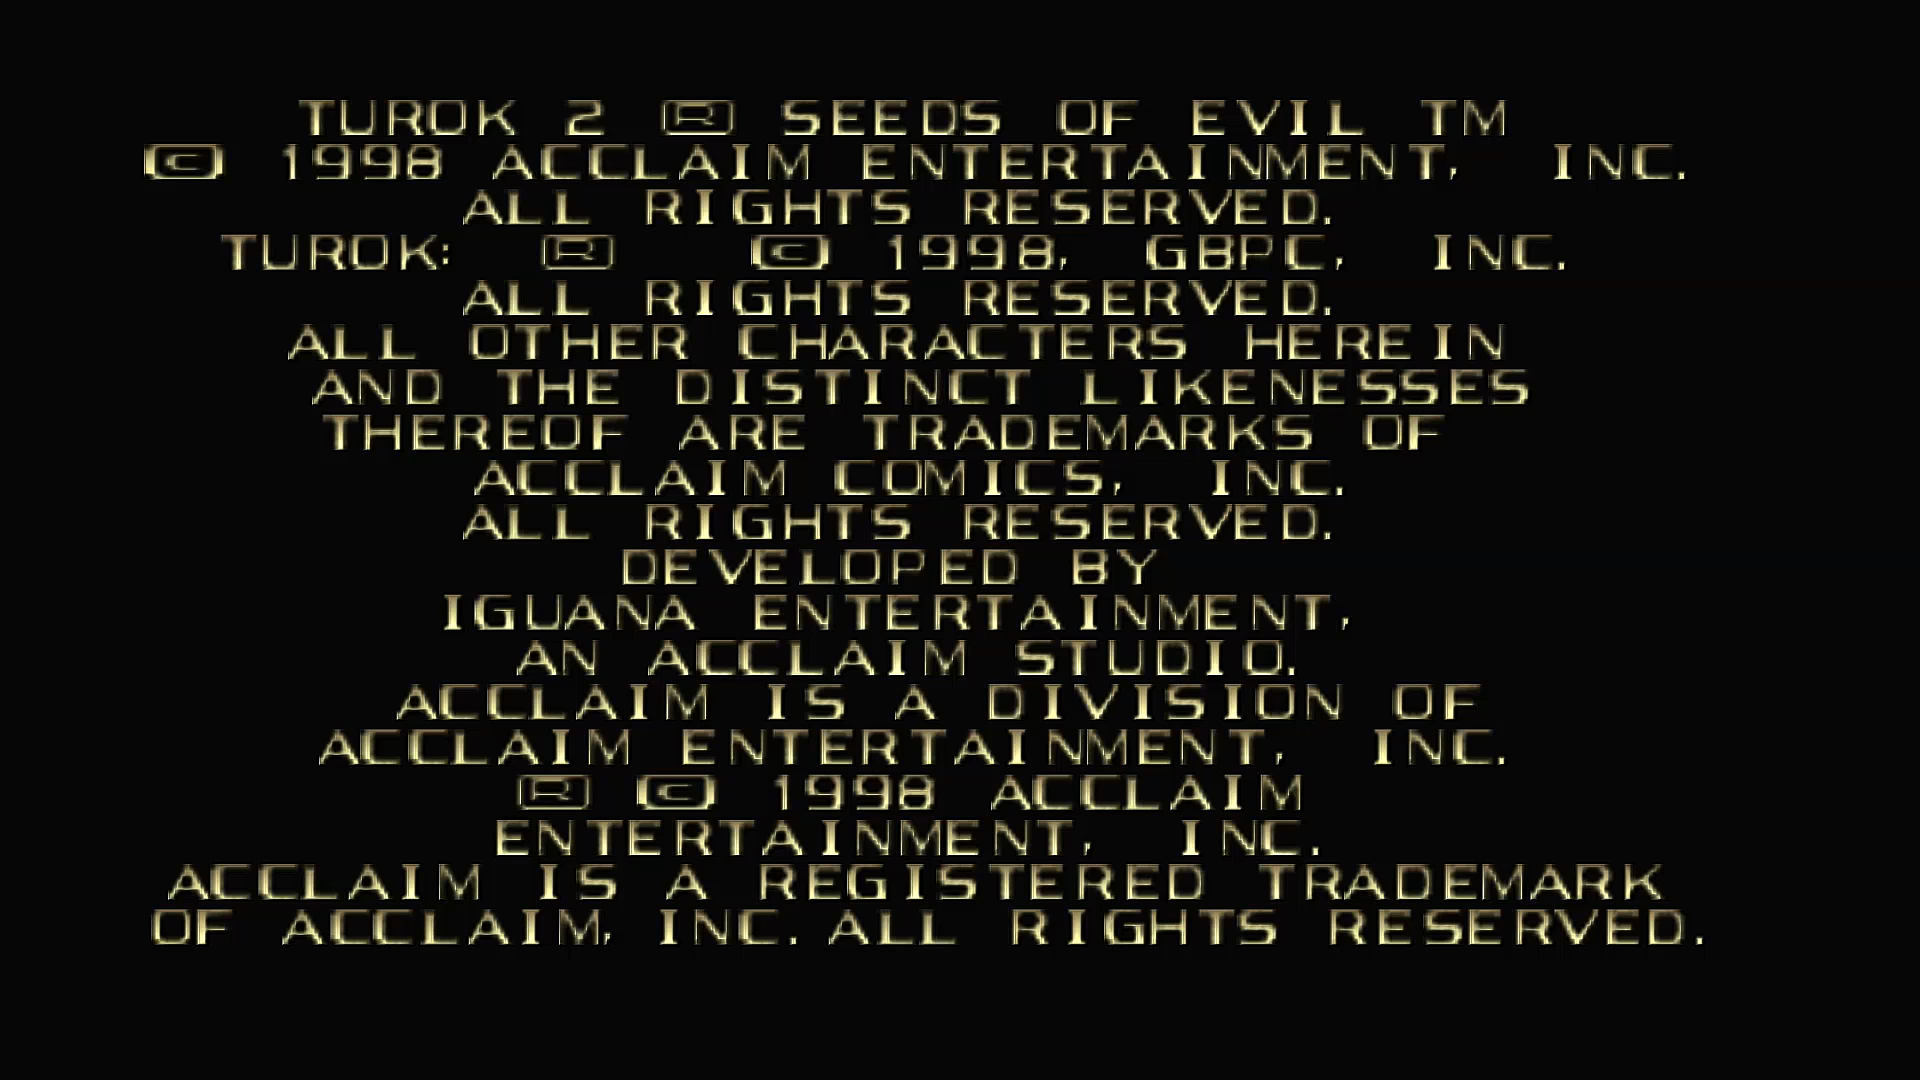 TUROK 2 ® SEEDS OF EVIL TM
© 1998 ACCLAIM ENTERTAINMENT, INC.
ALL RIGHTS RESERVED.
TUROK: ® © 1998, GBPC, INC.
ALL RIGHTS RESERVED.
ALL OTHER CHARACTERS HEREIN
AND THE DISTINCT LIKENESSES
THEREOF ARE TRADEMARKS OF
ACCLAIM COMICS, INC.
ALL RIGHTS RESERVED.
DEVELOPED BY
IGUANA ENTERTAINMENT,
AN ACCLAIM STUDIO.
ACCLAIM IS A DIVISION OF
ACCLAIM ENTERTAINMENT, INC.
® © 1998 ACCLAIM
ENTERTAINMENT, INC.
ACCLAIM IS A REGISTERED TRADEMARK
OF ACCLAIM, INC. ALL RIGHTS RESERVED.